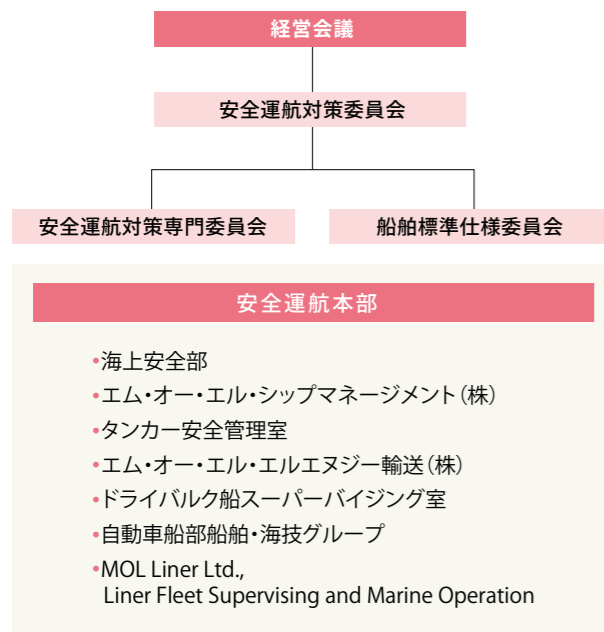 経営会議
安全運航対策委員会
安全運航対策専門委員会
船舶標準仕様委員会
安全運航本部
•海上安全部
•エム・オー・エル・シップマネージメント（株）
•タンカー安全管理室
•エム・オー・エル・エルエヌジー輸送（株）
•ドライバルク船スーパーバイジング室
•自動車船部船舶・海技グループ
•MOL Liner Ltd.,
Liner Fleet Supervising and Marine Operation